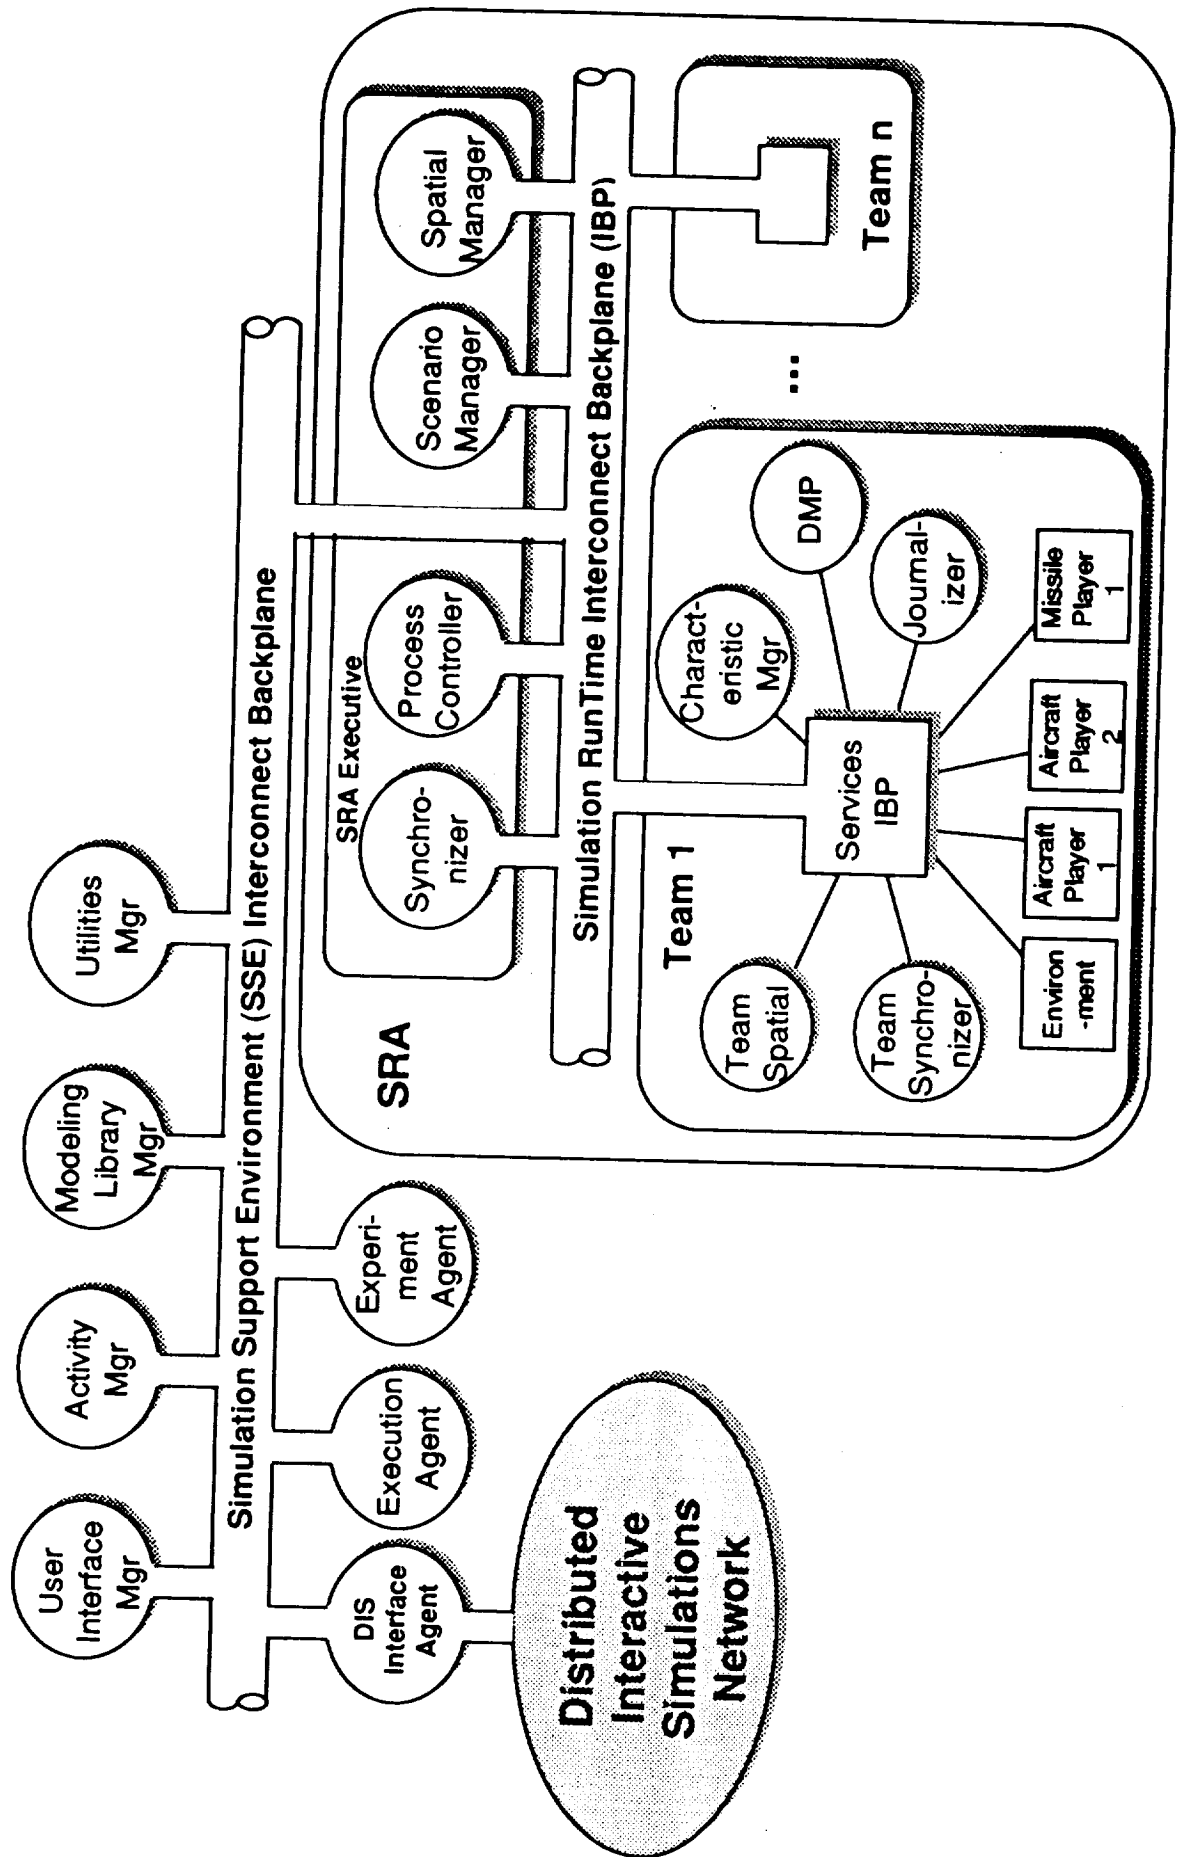 User
Interface
Mgr
Activity
Mgr
Modeling
Library
Mgr
Utilities
Mgr
Simulation Support Environment (SSE) Interconnect Backplane
DIS
Interface
Agent
Execution
Agent
Experi-
ment
Agent
Distributed
Interactive
Simulations
Network
SRA
SRA Executive
Synchro-
nizer
Process
Controller
Scenario
Manager
Spatial
Manager
Simulation RunTime Interconnect Backplane (IBP)
Team 1
Team
Spatial
Team
Synchro-
nizer
Services
IBP
Charact-
eristic
Mgr
DMP
Journal-
izer
Environ
-ment
Aircraft
Player
1
Aircraft
Player
2
Missile
Player
1
...
Team n